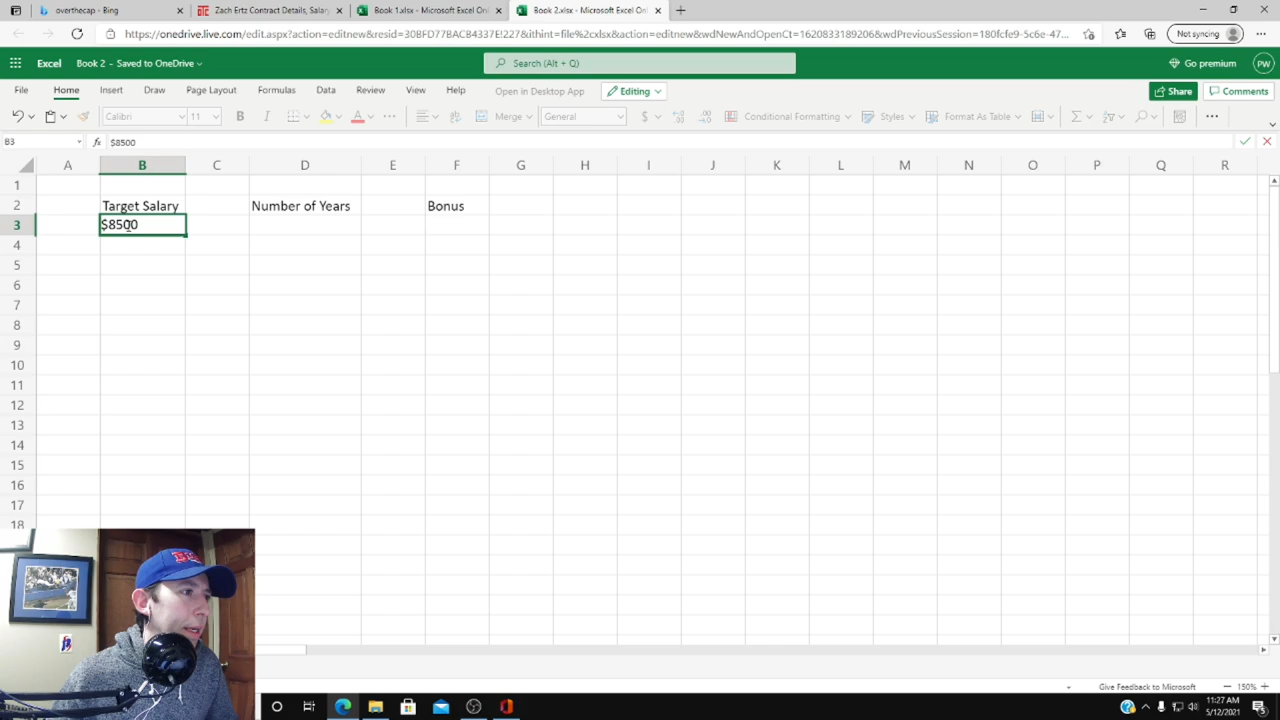 overthecap - Bing
Zach Ertz Contract Details, Salary
Book 1.xlsx - Microsoft Excel Onl
Book 2.xlsx - Microsoft Excel Onl
https://onedrive.live.com/edit.aspx?action=editnew&resid=30BFD77BACB4337E!227&ithint=file%2cxlsx&action=editnew&wdNewAndOpenCt=1620833189206&wdPreviousSession=180fcfe9-5c6e-47...
Not syncing
Excel Book 2 - Saved to OneDrive
Search (Alt + Q)
Go premium PW
File Home Insert Draw Page Layout Formulas Data Review View Help Open in Desktop App Editing Share Comments
Calibri 11 B I A Merge General $ Conditional Formatting Styles Format As Table
B3 fx $8500
A B C D E F G H I J K L M N O P Q R
1
2 Target Salary Number of Years Bonus
3 $8500
4
5
6
7
8
9
10
11
12
13
14
15
16
17
18
Give Feedback to Microsoft 150%
11:27 AM
5/12/2021
5